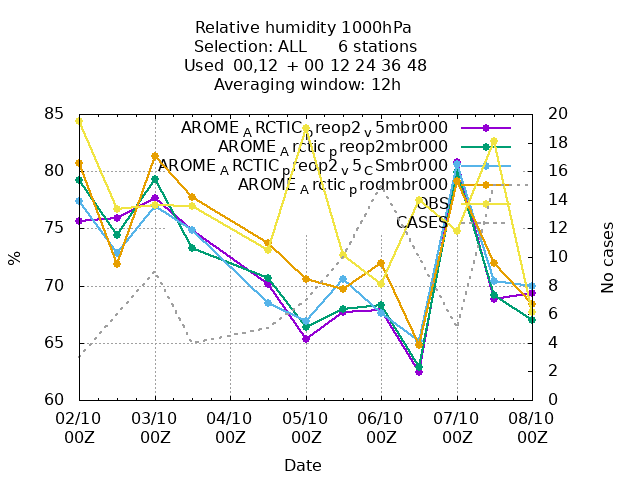 Relative humidity 1000hPa
Selection: ALL      6 stations
Used  00,12  + 00 12 24 36 48
Averaging window: 12h
85
80
75
70
65
60
20
18
16
14
12
10
8
6
4
2
0
%
No cases
AROME_ARCTIC_preop2_v5mbr000
AROME_Arctic_preop2mbr000
AROME_ARCTIC_preop2_v5_CSmbr000
AROME_Arctic_prodmbr000
OBS
CASES
02/10 03/10 04/10 05/10 06/10 07/10 08/10
00Z 00Z 00Z 00Z 00Z 00Z 00Z
Date